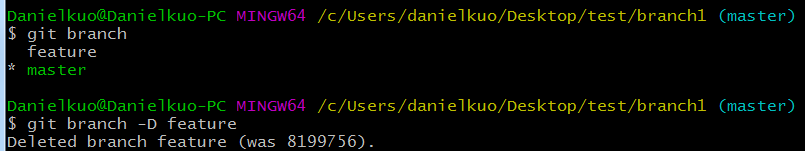 Danielkuo@Danielkuo-PC MINGW64 /c/Users/danielkuo/Desktop/test/branch1 (master)
$ git branch
  feature
* master
Danielkuo@Danielkuo-PC MINGW64 /c/Users/danielkuo/Desktop/test/branch1 (master)
$ git branch -D feature
Deleted branch feature (was 8199756).